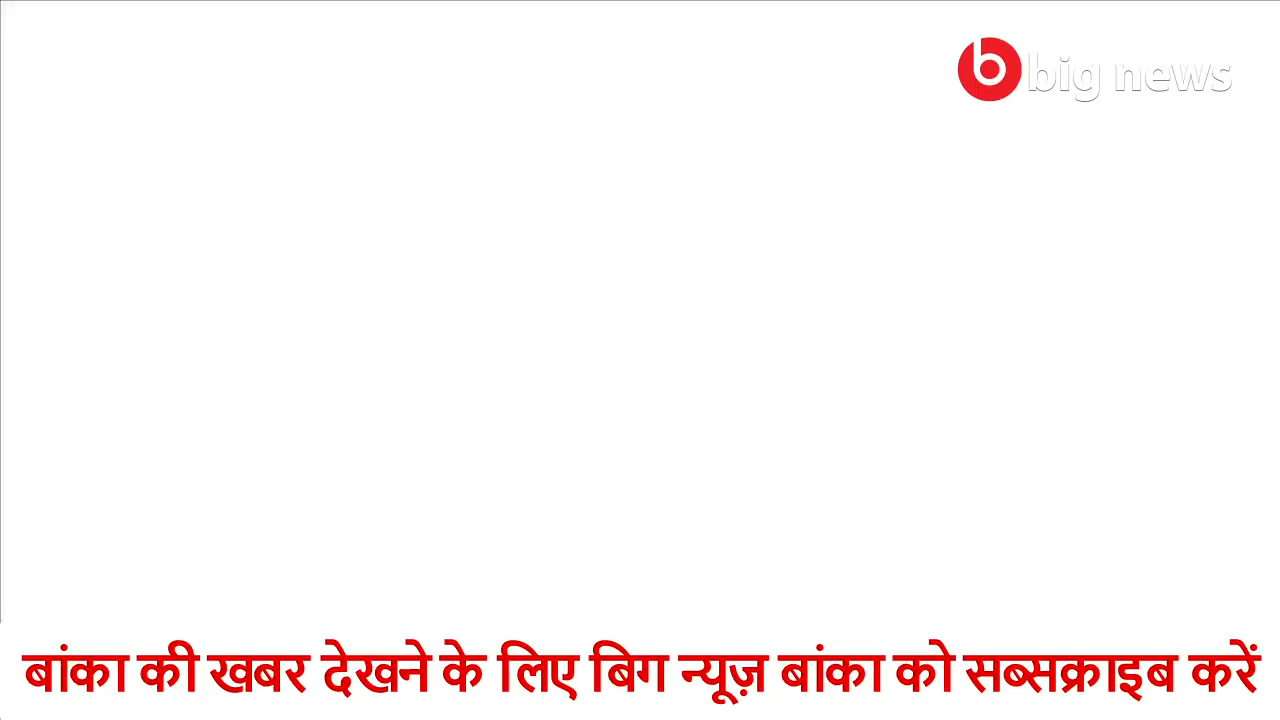 big news
बांका की खबर देखने के लिए बिग न्यूज़ बांका को सब्सक्राइब करें